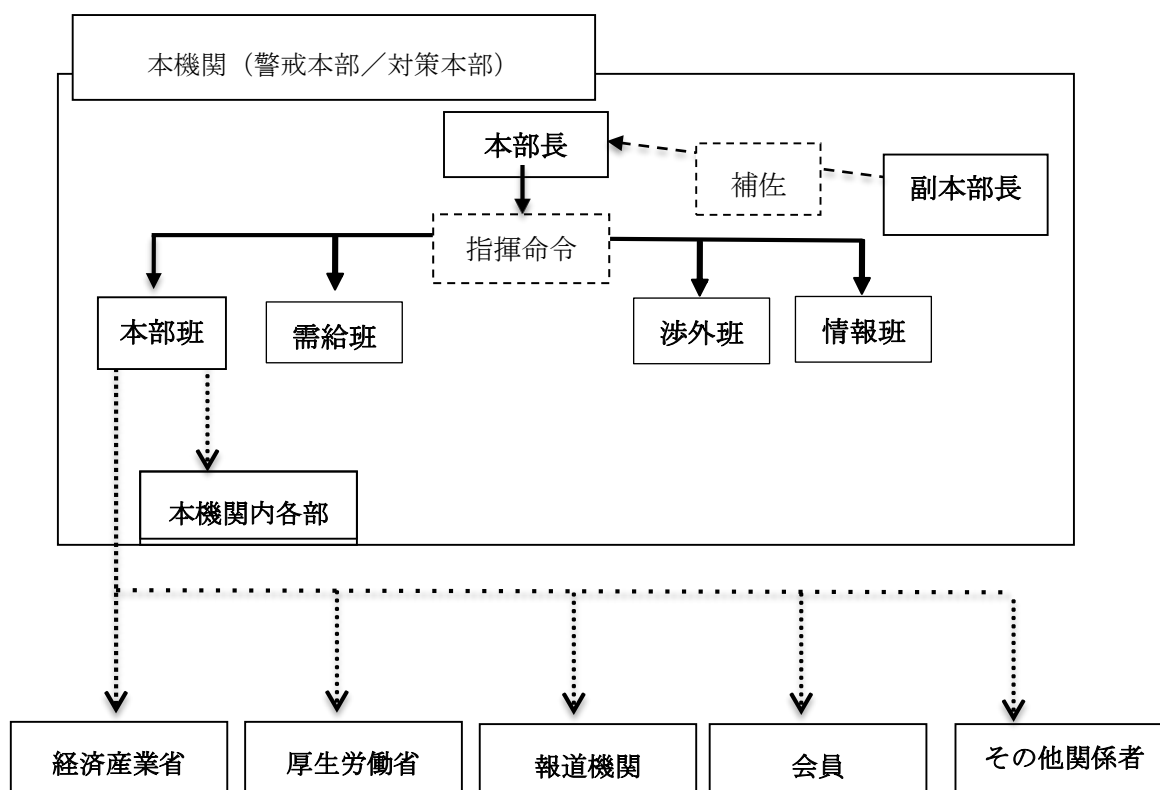 本機関（警戒本部／対策本部）
本部長
補佐
副本部長
指揮命令
本部班
需給班
渉外班
情報班
本機関内各部
経済産業省
厚生労働省
報道機関
会員
その他関係者